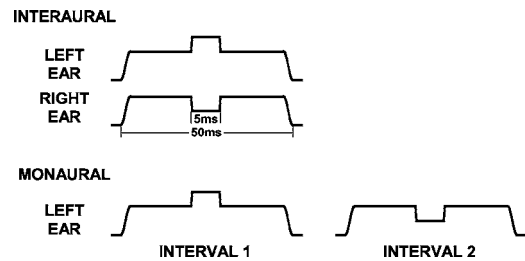 INTERAURAL
LEFT
EAR
RIGHT
EAR
5ms
50ms
MONAURAL
LEFT
EAR
INTERVAL 1
INTERVAL 2